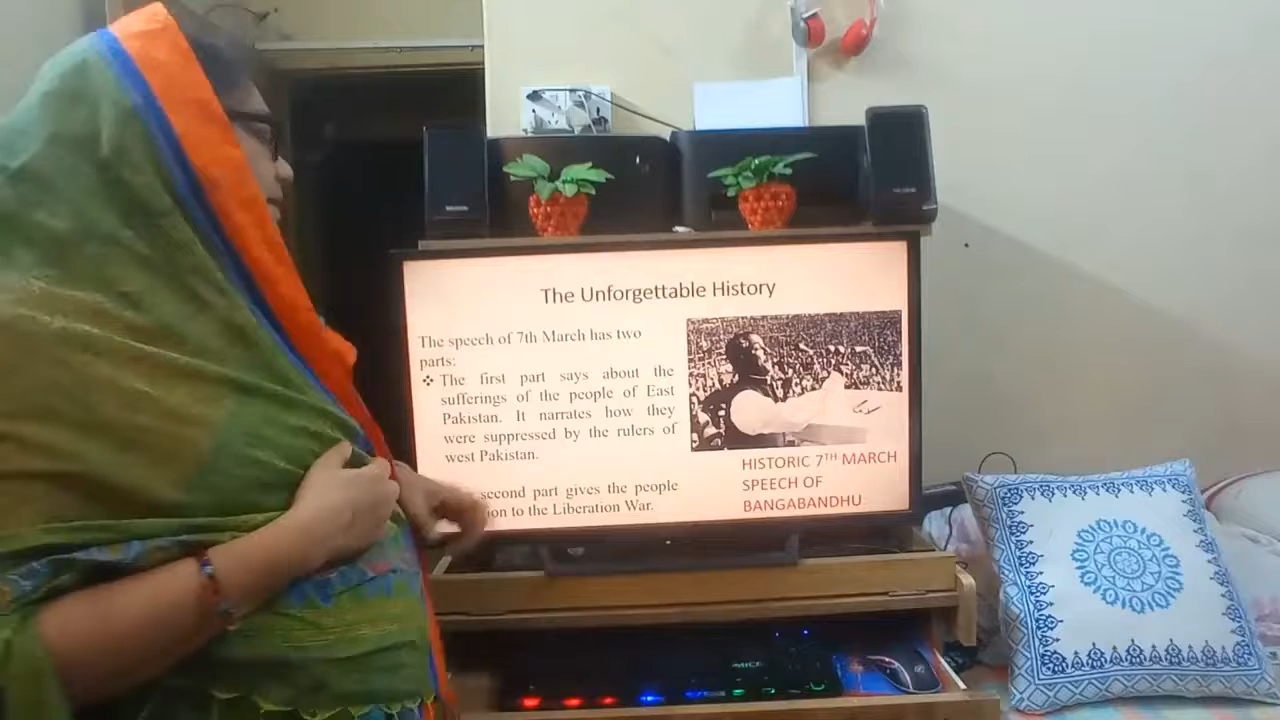 The Unforgettable History
The speech of 7th March has two
parts:
❖ The first part says about the
sufferings of the people of East
Pakistan. It narrates how they
were suppressed by the rulers of
west Pakistan.
second part gives the people
ion to the Liberation War.
HISTORIC 7TH MARCH
SPEECH OF
BANGABANDHU